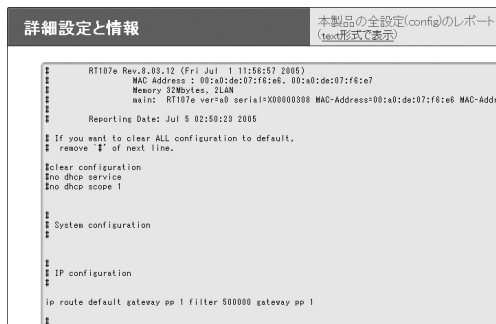 詳細設定と情報
本製品の全設定(config)のレポート
(text形式で表示)
# RT107e Rev.8.03.12 (Fri Jul 1 11:56:57 2005)
# MAC Address : 00:a0:de:07:f6:e6, 00:a0:de:07:f6:e7
# Memory 32Mbytes, 2LAN
# main: RT107e ver=a0 serial=X00000308 MAC-Address=00:a0:de:07:f6:e6 MAC-Addr
#
# Reporting Date: Jul 5 02:50:23 2005
# If you want to clear ALL configuration to default,
# remove `#' of next line.
#clear configuration
#no dhcp service
#no dhcp scope 1
#
# System configuration
#
#
# IP configuration
#
ip route default gateway pp 1 filter 500000 gateway pp 1
#